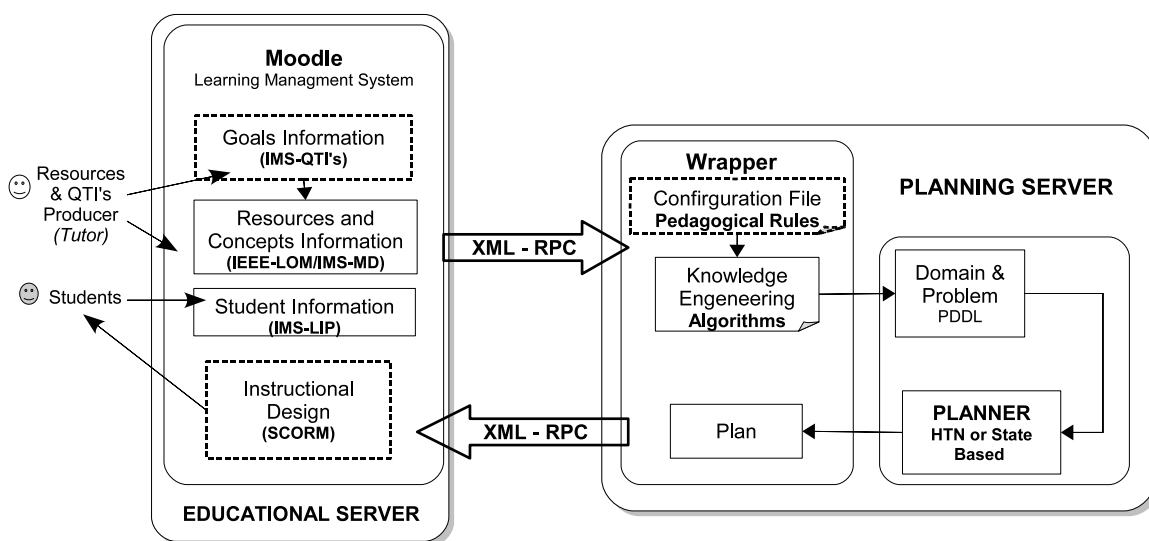 Moodle
Learning Managment System
Goals Information
(IMS-QTI's)
Resources
& QTI's
Producer
(Tutor)
Resources and
Concepts Information
(IEEE-LOM/IMS-MD)
Students
Student Information
(IMS-LIP)
Instructional
Design
(SCORM)
EDUCATIONAL SERVER
XML - RPC
XML - RPC
Wrapper
Confirguration File
Pedagogical Rules
Knowledge
Engeneering
Algorithms
Plan
PLANNING SERVER
Domain &
Problem
PDDL
PLANNER
HTN or State
Based